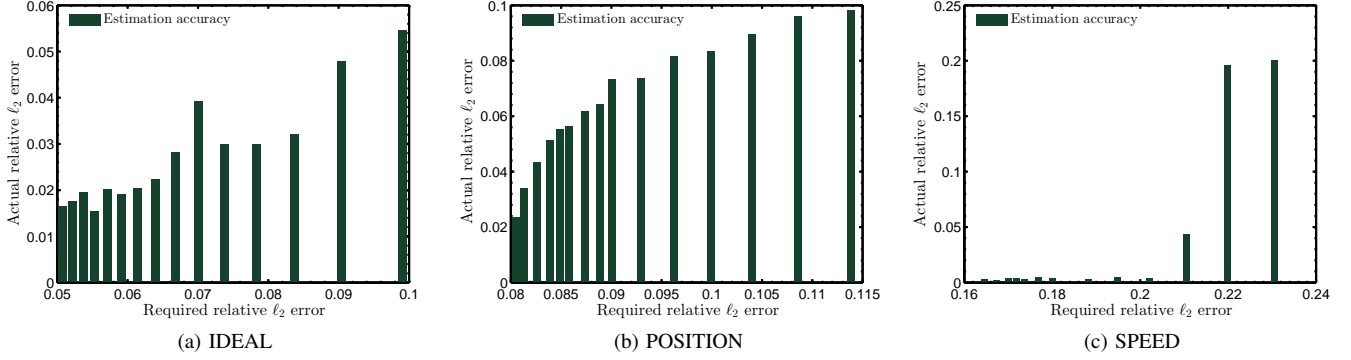 Estimation accuracy
0.06
0.05
0.04
0.03
0.02
0.01
0
Actual relative ℓ2 error
0.05 0.06 0.07 0.08 0.09 0.1
Required relative ℓ2 error
(a) IDEAL
Estimation accuracy
0.1
0.08
0.06
0.04
0.02
0
Actual relative ℓ2 error
0.08 0.085 0.09 0.095 0.1 0.105 0.11 0.115
Required relative ℓ2 error
(b) POSITION
Estimation accuracy
0.25
0.2
0.15
0.1
0.05
0
Actual relative ℓ2 error
0.16 0.18 0.2 0.22 0.24
Required relative ℓ2 error
(c) SPEED